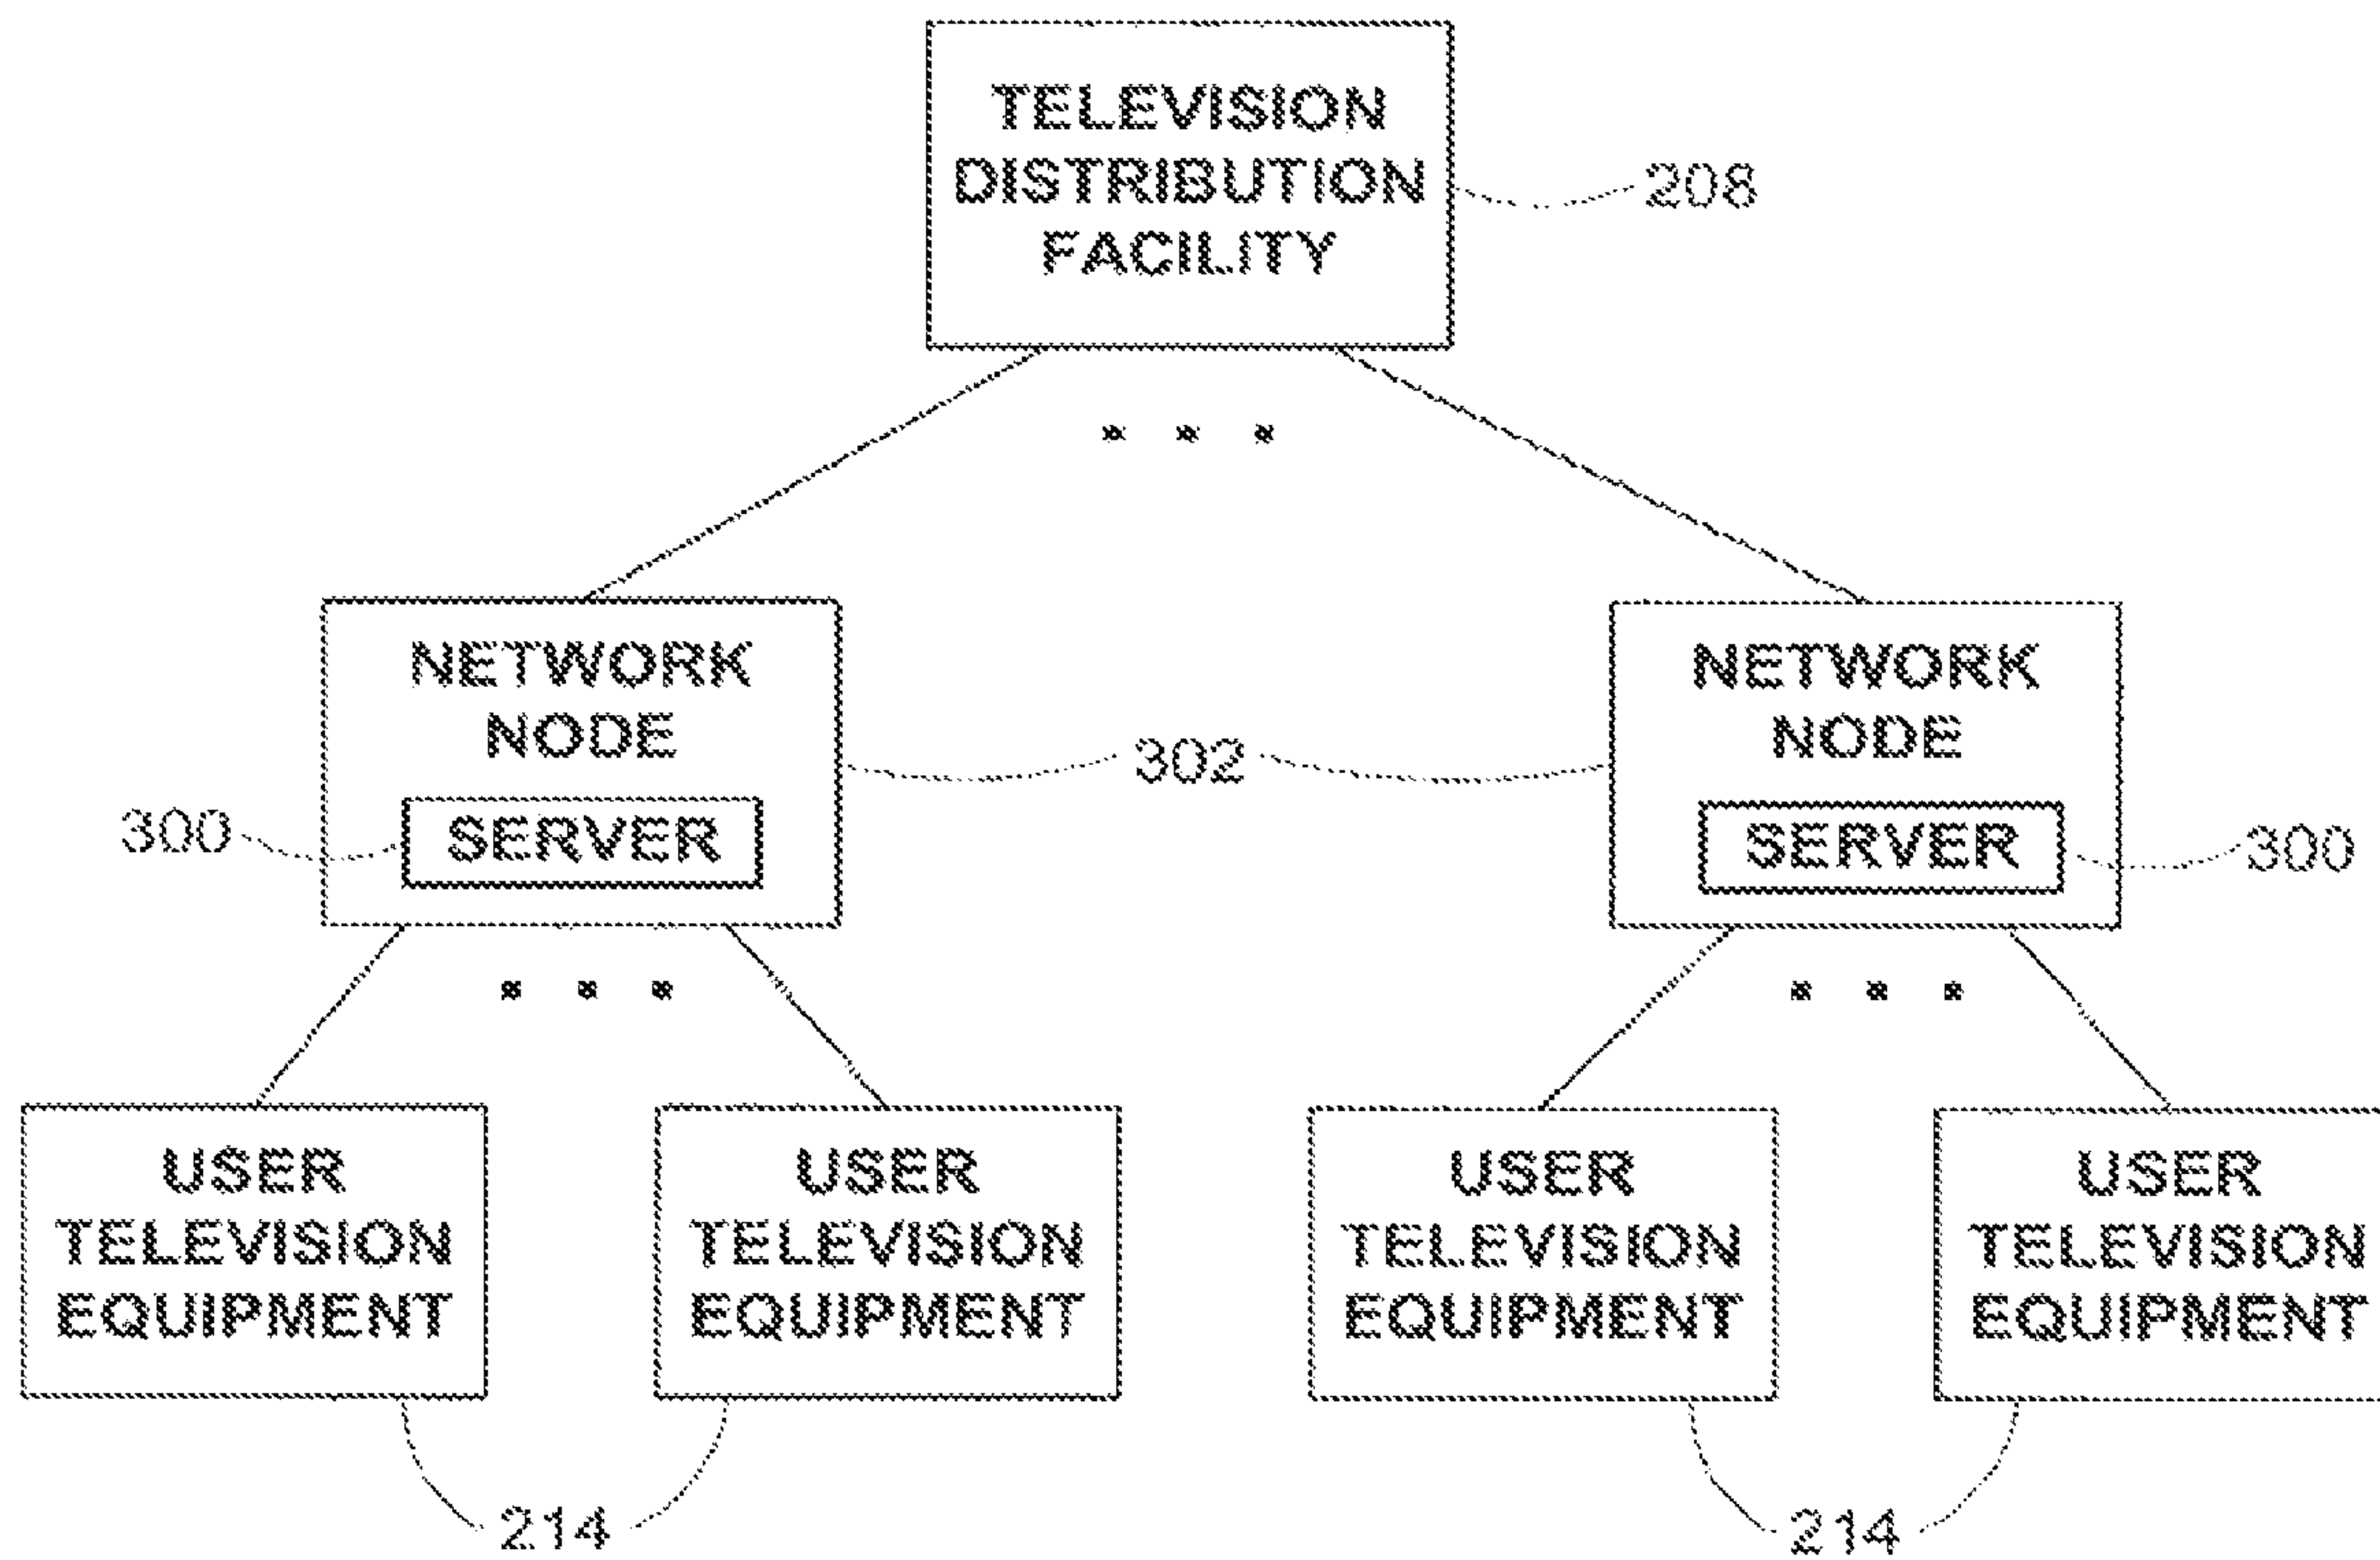 TELEVISION
DISTRIBUTION
FACILITY
208
NETWORK
NODE
SERVER
300
302
NETWORK
NODE
SERVER
300
USER
TELEVISION
EQUIPMENT
USER
TELEVISION
EQUIPMENT
USER
TELEVISION
EQUIPMENT
USER
TELEVISION
EQUIPMENT
214
214